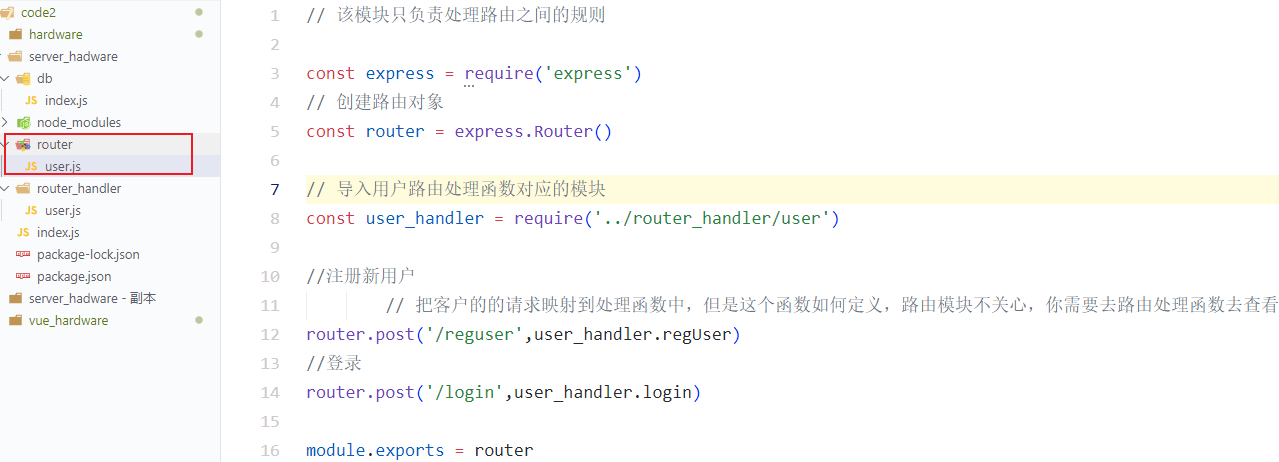 code2
hardware
server_hadware
db
JS index.js
node_modules
router
JS user.js
router_handler
JS user.js
JS index.js
package-lock.json
package.json
server_hadware - 副本
vue_hardware
1 // 该模块只负责处理路由之间的规则
2
3 const express = require('express')
4 // 创建路由对象
5 const router = express.Router()
6
7 // 导入用户路由处理函数对应的模块
8 const user_handler = require('../router_handler/user')
9
10 //注册新用户
11 // 把客户的的请求映射到处理函数中，但是这个函数如何定义，路由模块不关心，你需要去路由处理函数去查看
12 router.post('/reguser',user_handler.regUser)
13 //登录
14 router.post('/login',user_handler.login)
15
16 module.exports = router